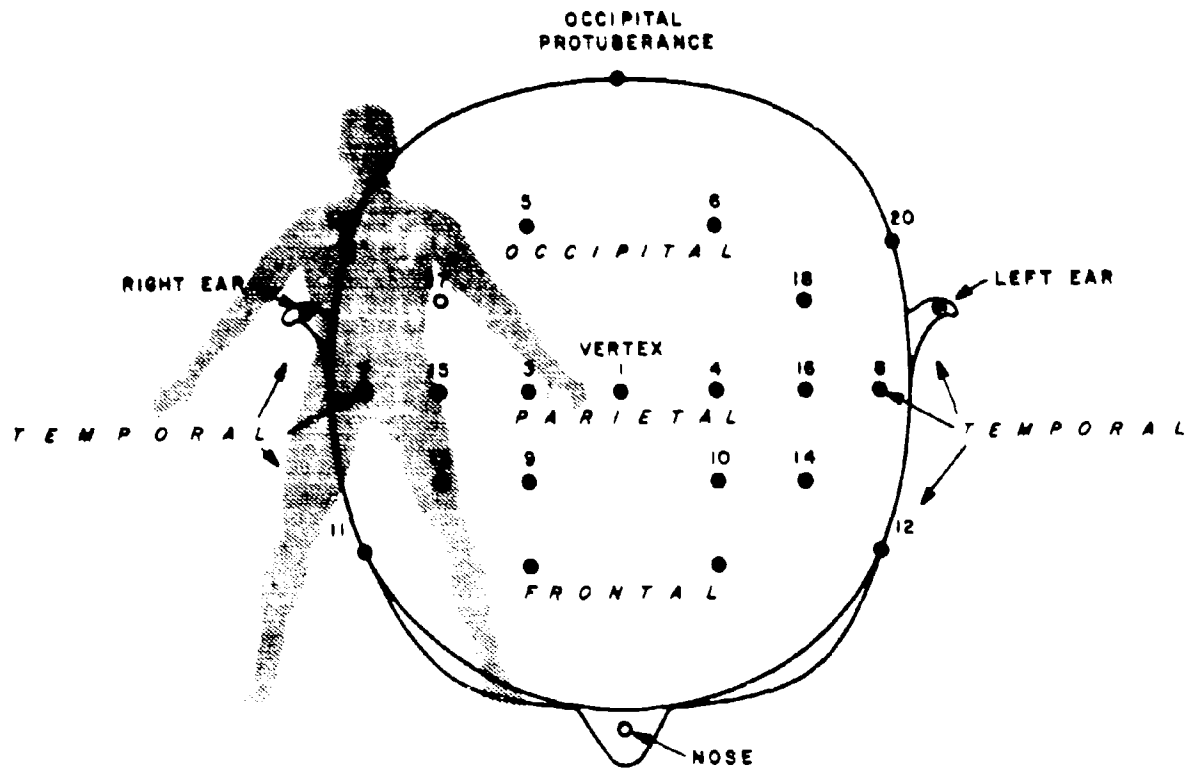 OCCIPITAL
PROTUBERANCE
5 6
20
OCCIPITAL
RIGHT EAR
17
18
LEFT EAR
VERTEX
15 3 1 4 16 8
PARIETAL
TEMPORAL
TEMPORAL
9 10 14
11
12
FRONTAL
NOSE